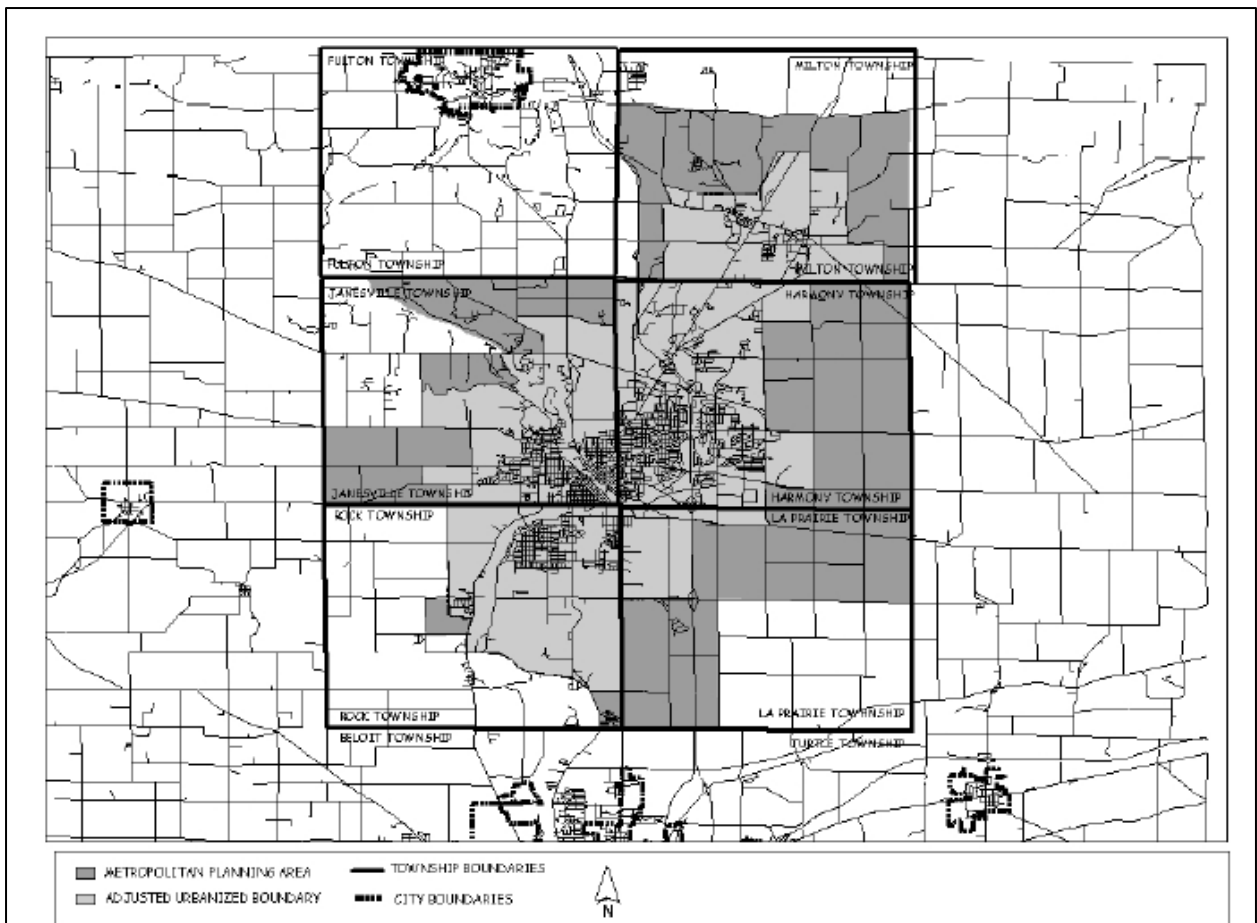 FULTON TOWNSHIP
MILTON TOWNSHIP
FULTON TOWNSHIP
MILTON TOWNSHIP
JANESVILLE TOWNSHIP
HARMONY TOWNSHIP
JANESVILLE TOWNSHIP
HARMONY TOWNSHIP
ROCK TOWNSHIP
LA PRAIRIE TOWNSHIP
ROCK TOWNSHIP
LA PRAIRIE TOWNSHIP
BELOIT TOWNSHIP
TURTLE TOWNSHIP
METROPOLITAN PLANNING AREA
TOWNSHIP BOUNDARIES
ADJUSTED URBANIZED BOUNDARY
CITY BOUNDARIES
N